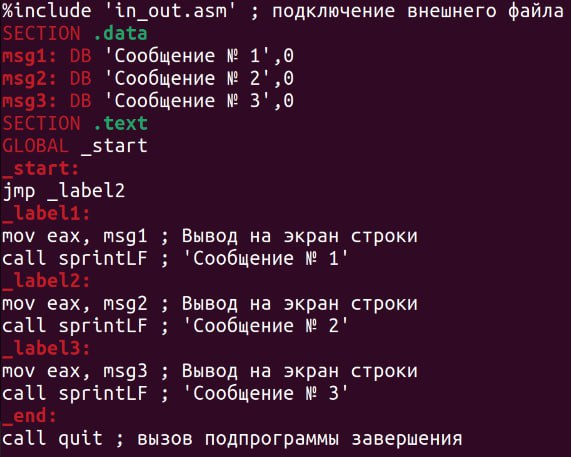 %include 'in_out.asm' ; подключение внешнего файла
SECTION .data
msg1: DB 'Сообщение № 1',0
msg2: DB 'Сообщение № 2',0
msg3: DB 'Сообщение № 3',0
SECTION .text
GLOBAL _start
_start:
jmp _label2
_label1:
mov eax, msg1 ; Вывод на экран строки
call sprintLF ; 'Сообщение № 1'
_label2:
mov eax, msg2 ; Вывод на экран строки
call sprintLF ; 'Сообщение № 2'
_label3:
mov eax, msg3 ; Вывод на экран строки
call sprintLF ; 'Сообщение № 3'
_end:
call quit ; вызов подпрограммы завершения